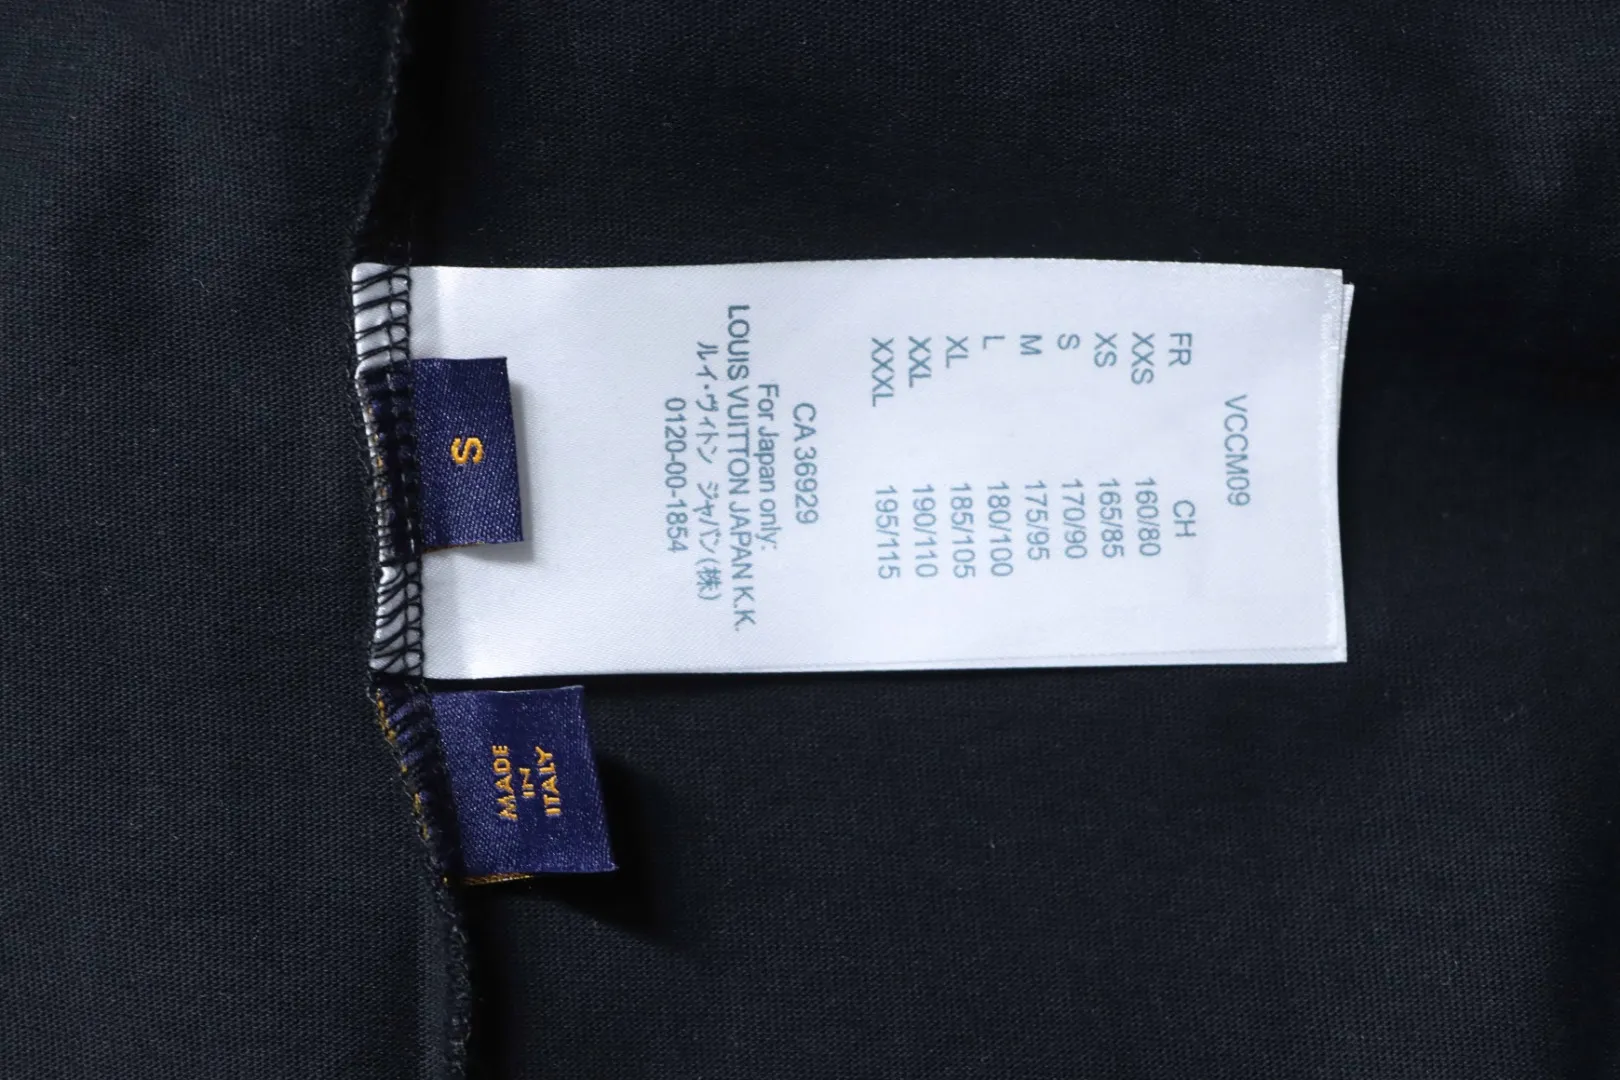 VCCM09
FR CH
XXS 160/80
XS 165/85
S 170/90
M 175/95
L 180/100
XL 185/105
XXL 190/110
XXXL 195/115
CA 36929
For Japan only:
LOUIS VUITTON JAPAN K.K.
ルイ・ヴィトン ジャパン(株)
0120-00-1854
S
MADE
IN
ITALY